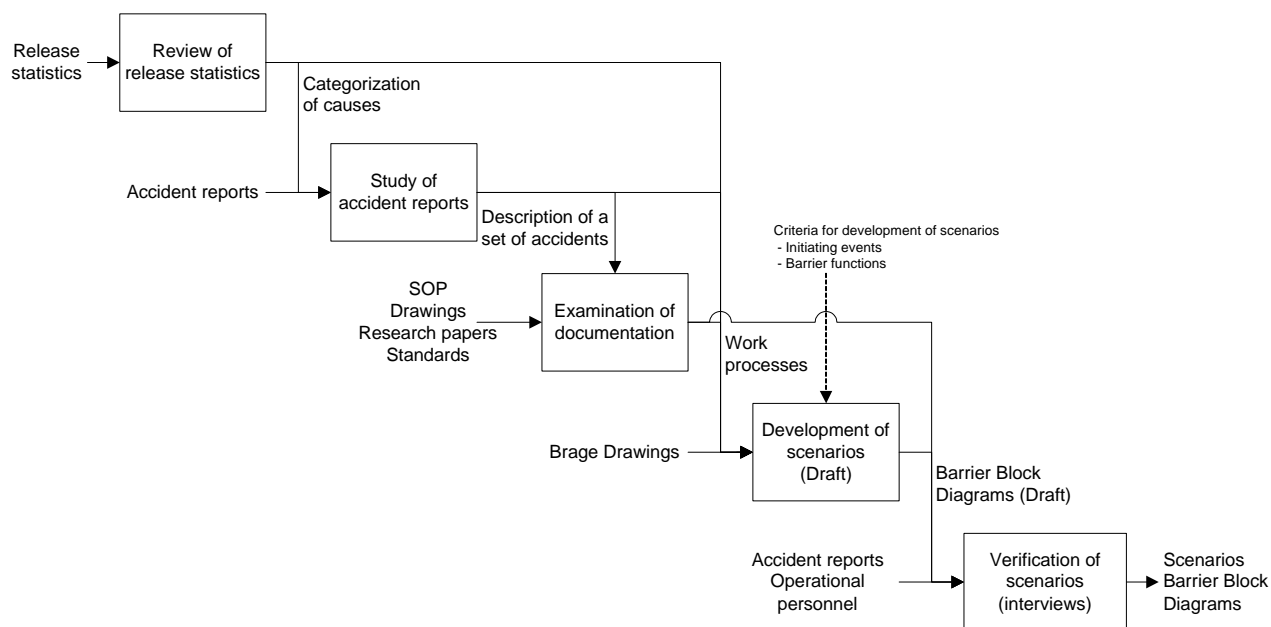 Release
statistics
Review of
release statistics
Categorization
of causes
Accident reports
Study of
accident reports
Description of a
set of accidents
Criteria for development of scenarios
- Initiating events
- Barrier functions
SOP
Drawings
Research papers
Standards
Examination of
documentation
Work
processes
Brage Drawings
Development of
scenarios
(Draft)
Barrier Block
Diagrams (Draft)
Accident reports
Operational
personnel
Verification of
scenarios
(interviews)
Scenarios
Barrier Block
Diagrams